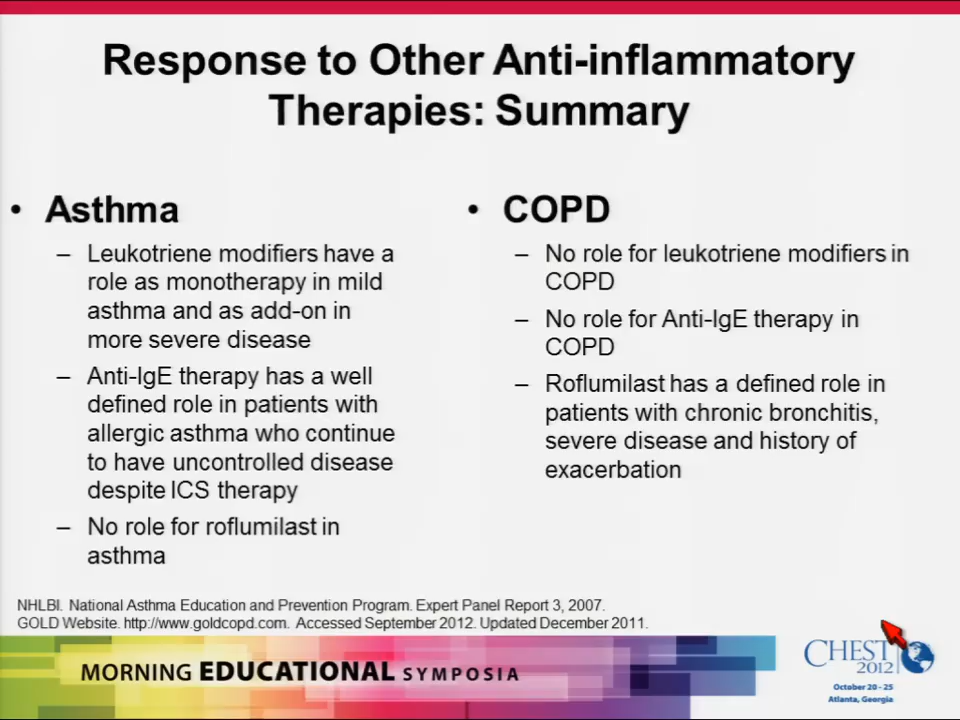 Response to Other Anti-inflammatory
Therapies: Summary
• Asthma
– Leukotriene modifiers have a
role as monotherapy in mild
asthma and as add-on in
more severe disease
– Anti-IgE therapy has a well
defined role in patients with
allergic asthma who continue
to have uncontrolled disease
despite ICS therapy
– No role for roflumilast in
asthma
• COPD
– No role for leukotriene modifiers in
COPD
– No role for Anti-IgE therapy in
COPD
– Roflumilast has a defined role in
patients with chronic bronchitis,
severe disease and history of
exacerbation
NHLBI. National Asthma Education and Prevention Program. Expert Panel Report 3, 2007.
GOLD Website. http://www.goldcopd.com. Accessed September 2012. Updated December 2011.
MORNING EDUCATIONAL SYMPOSIA
CHEST
2012
October 20 - 25
Atlanta, Georgia